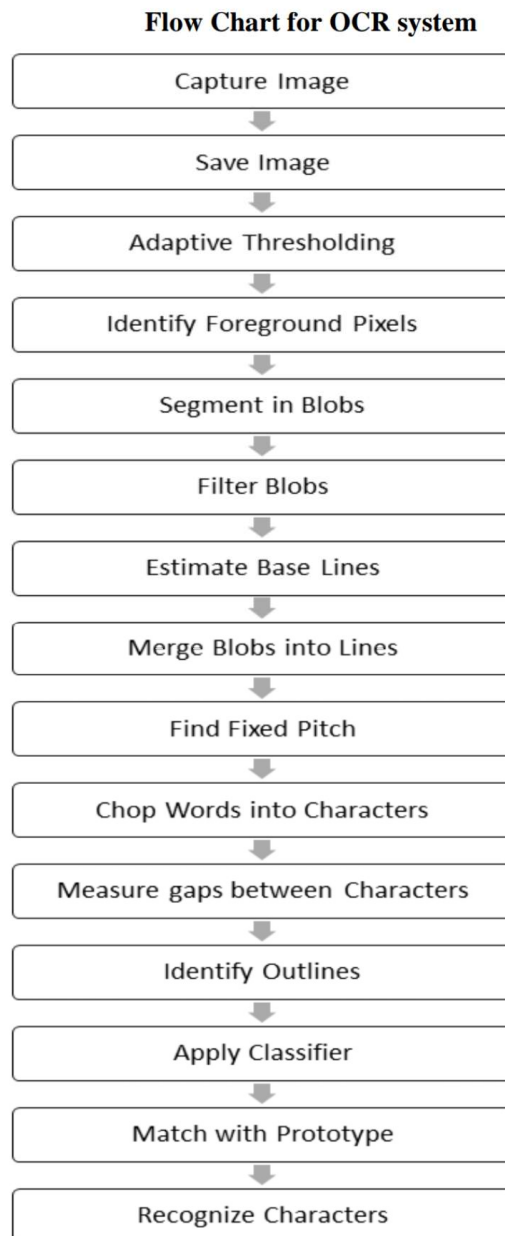 Flow Chart for OCR system
Capture Image
Save Image
Adaptive Thresholding
Identify Foreground Pixels
Segment in Blobs
Filter Blobs
Estimate Base Lines
Merge Blobs into Lines
Find Fixed Pitch
Chop Words into Characters
Measure gaps between Characters
Identify Outlines
Apply Classifier
Match with Prototype
Recognize Characters